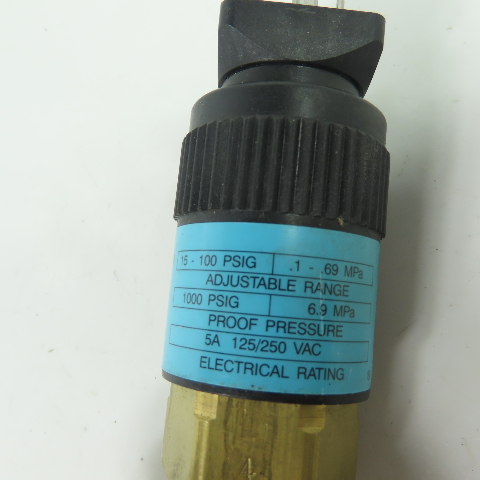 15 - 100 PSIG .1 - .69 MPa
ADJUSTABLE RANGE
1000 PSIG 6.9 MPa
PROOF PRESSURE
5A 125/250 VAC
ELECTRICAL RATING